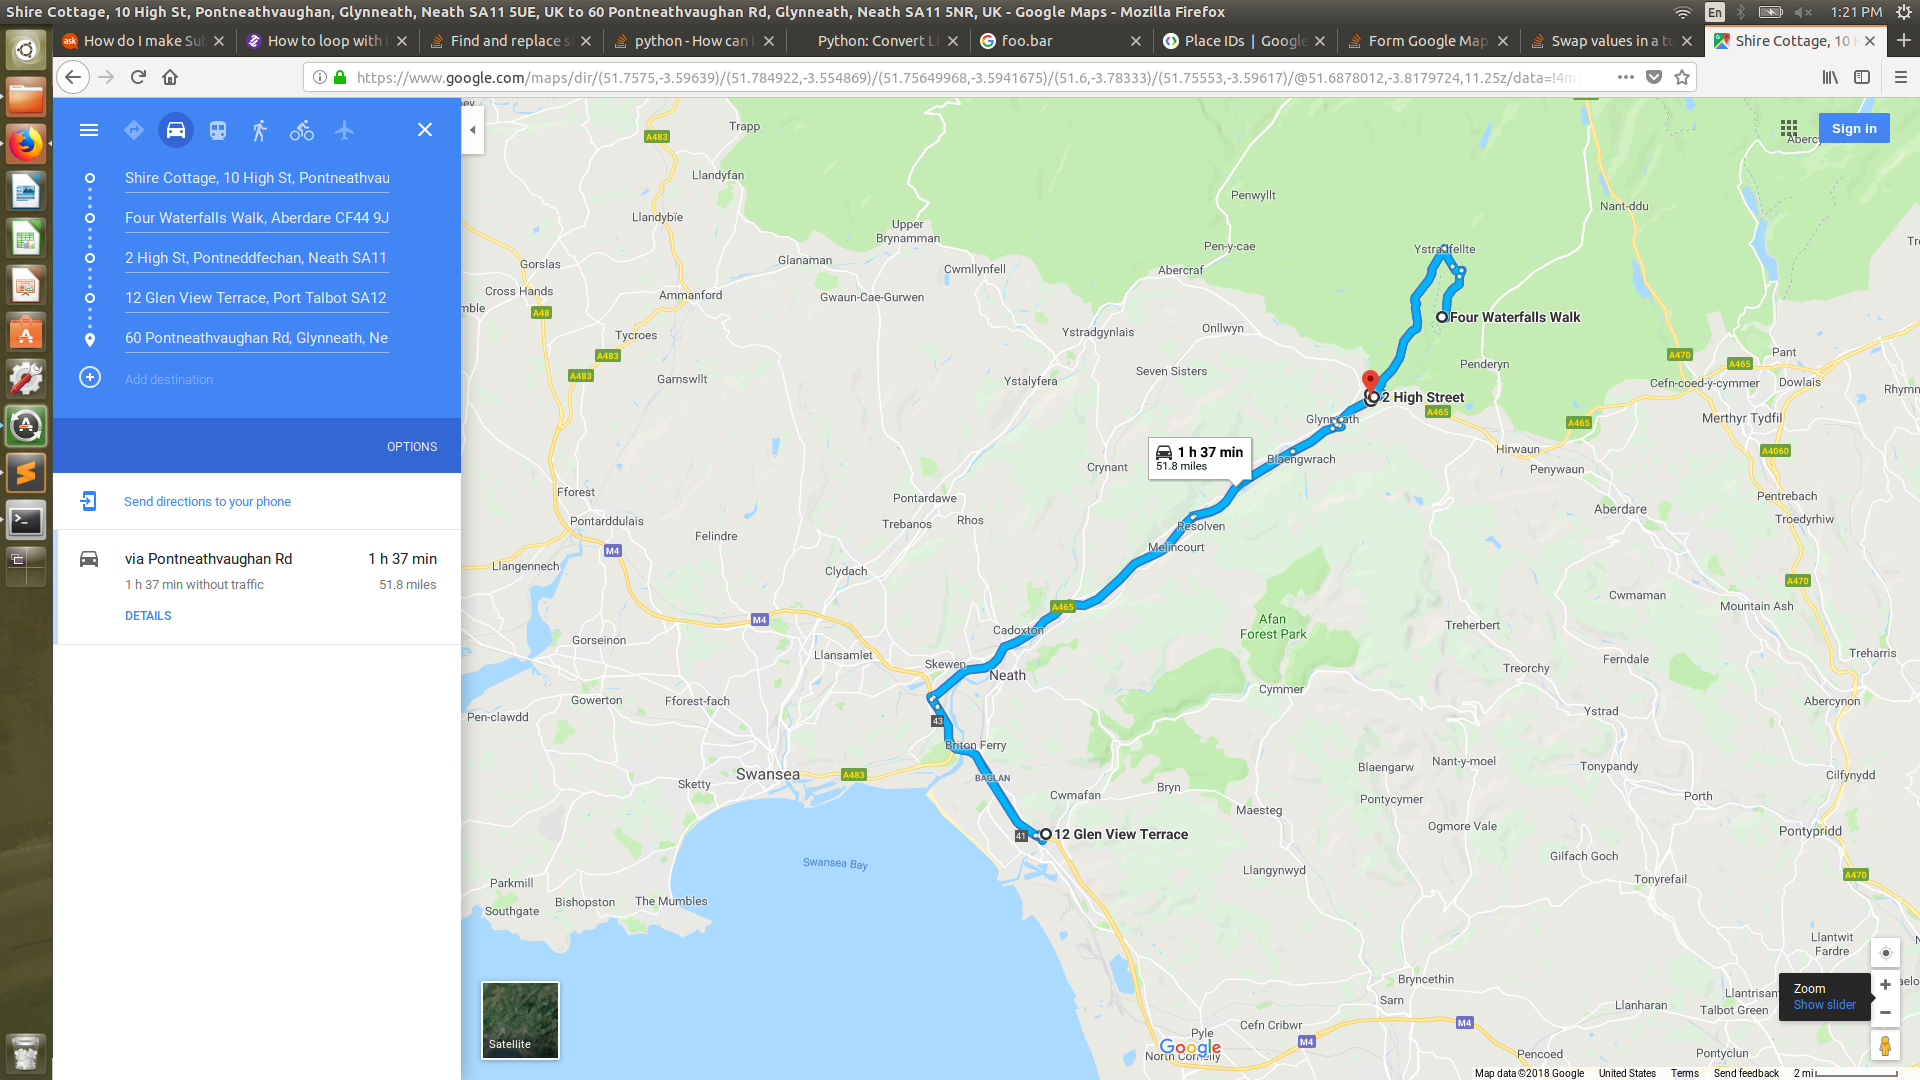 Shire Cottage, 10 High St, Pontneathvaughan, Glynneath, Neath SA11 5UE, UK to 60 Pontneathvaughan Rd, Glynneath, Neath SA11 5NR, UK - Google Maps - Mozilla Firefox
En
1:21 PM
How do I make Sub
How to loop with i
Find and replace s
python - How can I
Python: Convert Li
foo.bar
Place IDs | Google
Form Google Map
Swap values in a tu
Shire Cottage, 10 H
https://www.google.com/maps/dir/(51.7575,-3.59639)/(51.784922,-3.554869)/(51.75649968,-3.5941675)/(51.6,-3.78333)/(51.75553,-3.59617)/@51.6878012,-3.8179724,11.25z/data=!4m
Shire Cottage, 10 High St, Pontneathvau
Four Waterfalls Walk, Aberdare CF44 9J
2 High St, Pontneddfechan, Neath SA11
12 Glen View Terrace, Port Talbot SA12
60 Pontneathvaughan Rd, Glynneath, Ne
Add destination
OPTIONS
Send directions to your phone
via Pontneathvaughan Rd
1 h 37 min
1 h 37 min without traffic
51.8 miles
DETAILS
Sign in
Trapp
A483
Llandyfan
Penwyllt
Nant-ddu
Llandybïe
Upper Brynamman
Pen-y-cae
Ystradfellte
Gorslas
Glanaman
Cwmllynfell
Abercraf
Cross Hands
Ammanford
Gwaun-Cae-Gurwen
A48
Four Waterfalls Walk
Tycroes
Ystradgynlais
Onllwyn
A483
A470
Pant
A465
Penderyn
Garnswllt
A483
Ystalyfera
Seven Sisters
Cefn-coed-y-cymmer
Dowlais
2 High Street
A465
Rhymn
Glynneath
A465
Merthyr Tydfil
1 h 37 min
51.8 miles
Hirwaun
A4060
Crynant
Blaengwrach
Penywaun
Fforest
Pontardawe
Pentrebach
Pontarddulais
Trebanos
Rhos
Resolven
Aberdare
Troedyrhiw
Felindre
Melincourt
M4
Llangennech
Clydach
A470
A465
Afan Forest Park
Cwmaman
Mountain Ash
M4
Cadoxton
Treherbert
Gorseinon
Llansamlet
Skewen
Neath
Treorchy
Ferndale
Treharris
Gowerton
Fforest-fach
Cymmer
Abercynon
Pen-clawdd
43
Ystrad
Briton Ferry
Swansea
A483
BAGLAN
Blaengarw
Nant-y-moel
Tonypandy
Cilfynydd
Sketty
Cwmafan
Bryn
Maesteg
Pontycymer
Porth
Ogmore Vale
Pontypridd
41
12 Glen View Terrace
Swansea Bay
Gilfach Goch
Llangynwyd
Tonyrefail
A470
Parkmill
Southgate
Bishopston
The Mumbles
Llantwit Fardre
Bryncethin
Sarn
Zoom
Show slider
Llanharan
Talbot Green
Cefn Cribwr
M4
Pyle
M4
North Cornelly
Pencoed
Pontyclun
Satellite
Google
Map data ©2018 Google
United States
Terms
Send feedback
2 mi